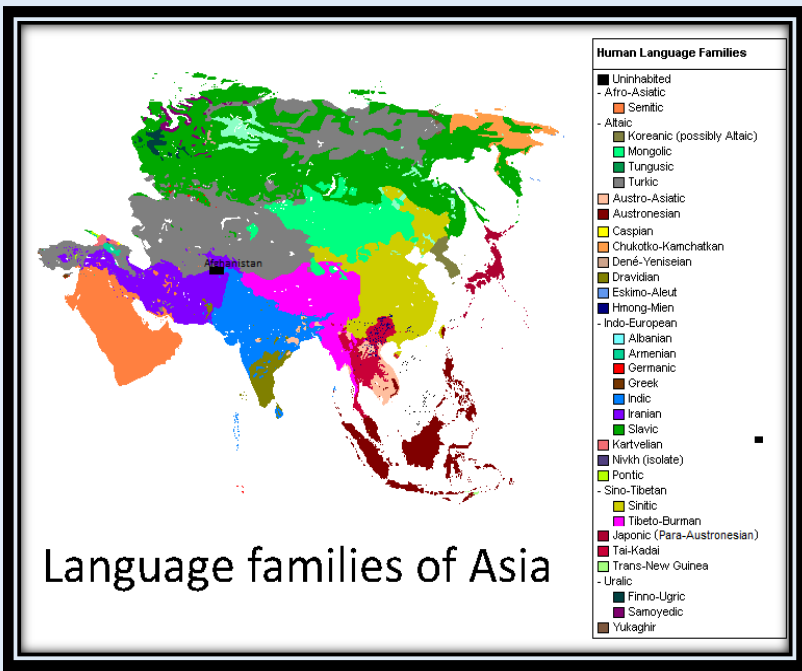 Human Language Families
Uninhabited
- Afro-Asiatic
Semitic
- Altaic
Koreanic (possibly Altaic)
Mongolic
Tungusic
Turkic
Austro-Asiatic
Austronesian
Caspian
Chukotko-Kamchatkan
Dené-Yeniseian
Dravidian
Eskimo-Aleut
Hmong-Mien
- Indo-European
Albanian
Armenian
Germanic
Greek
Indic
Iranian
Slavic
Kartvelian
Nivkh (isolate)
Pontic
- Sino-Tibetan
Sinitic
Tibeto-Burman
Japonic (Para-Austronesian)
Tai-Kadai
Trans-New Guinea
- Uralic
Finno-Ugric
Samoyedic
Yukaghir
Afghanistan
Language families of Asia